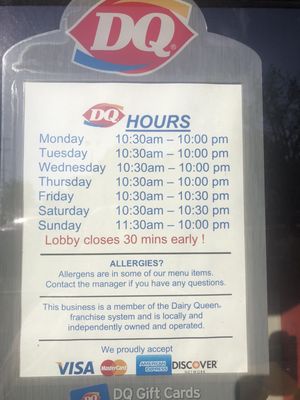 DQ
DQ HOURS
Monday 10:30am – 10:00 pm
Tuesday 10:30am – 10:00 pm
Wednesday 10:30am – 10:00 pm
Thursday 10:30am – 10:00 pm
Friday 10:30am – 10:30 pm
Saturday 10:30am – 10:30 pm
Sunday 11:30am – 10:00 pm
Lobby closes 30 mins early !
ALLERGIES?
Allergens are in some of our menu items.
Contact the manager if you have any questions.
This business is a member of the Dairy Queen®
franchise system and is locally and
independently owned and operated.
We proudly accept
VISA MasterCard AMERICAN EXPRESS DISCOVER
NETWORK
DQ Gift Cards